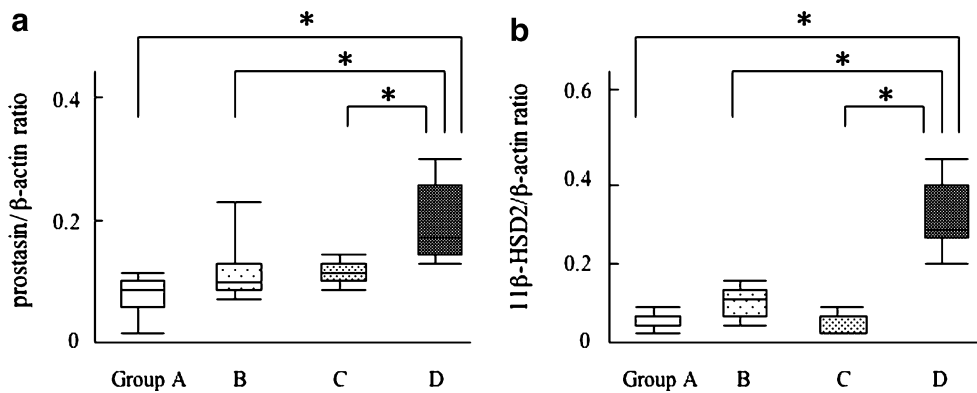 a
*
*
*
prostasin/β-actin ratio
0.4
0.2
0
Group A B C D
b
*
*
*
11β-HSD2/β-actin ratio
0.6
0.4
0.2
0
Group A B C D